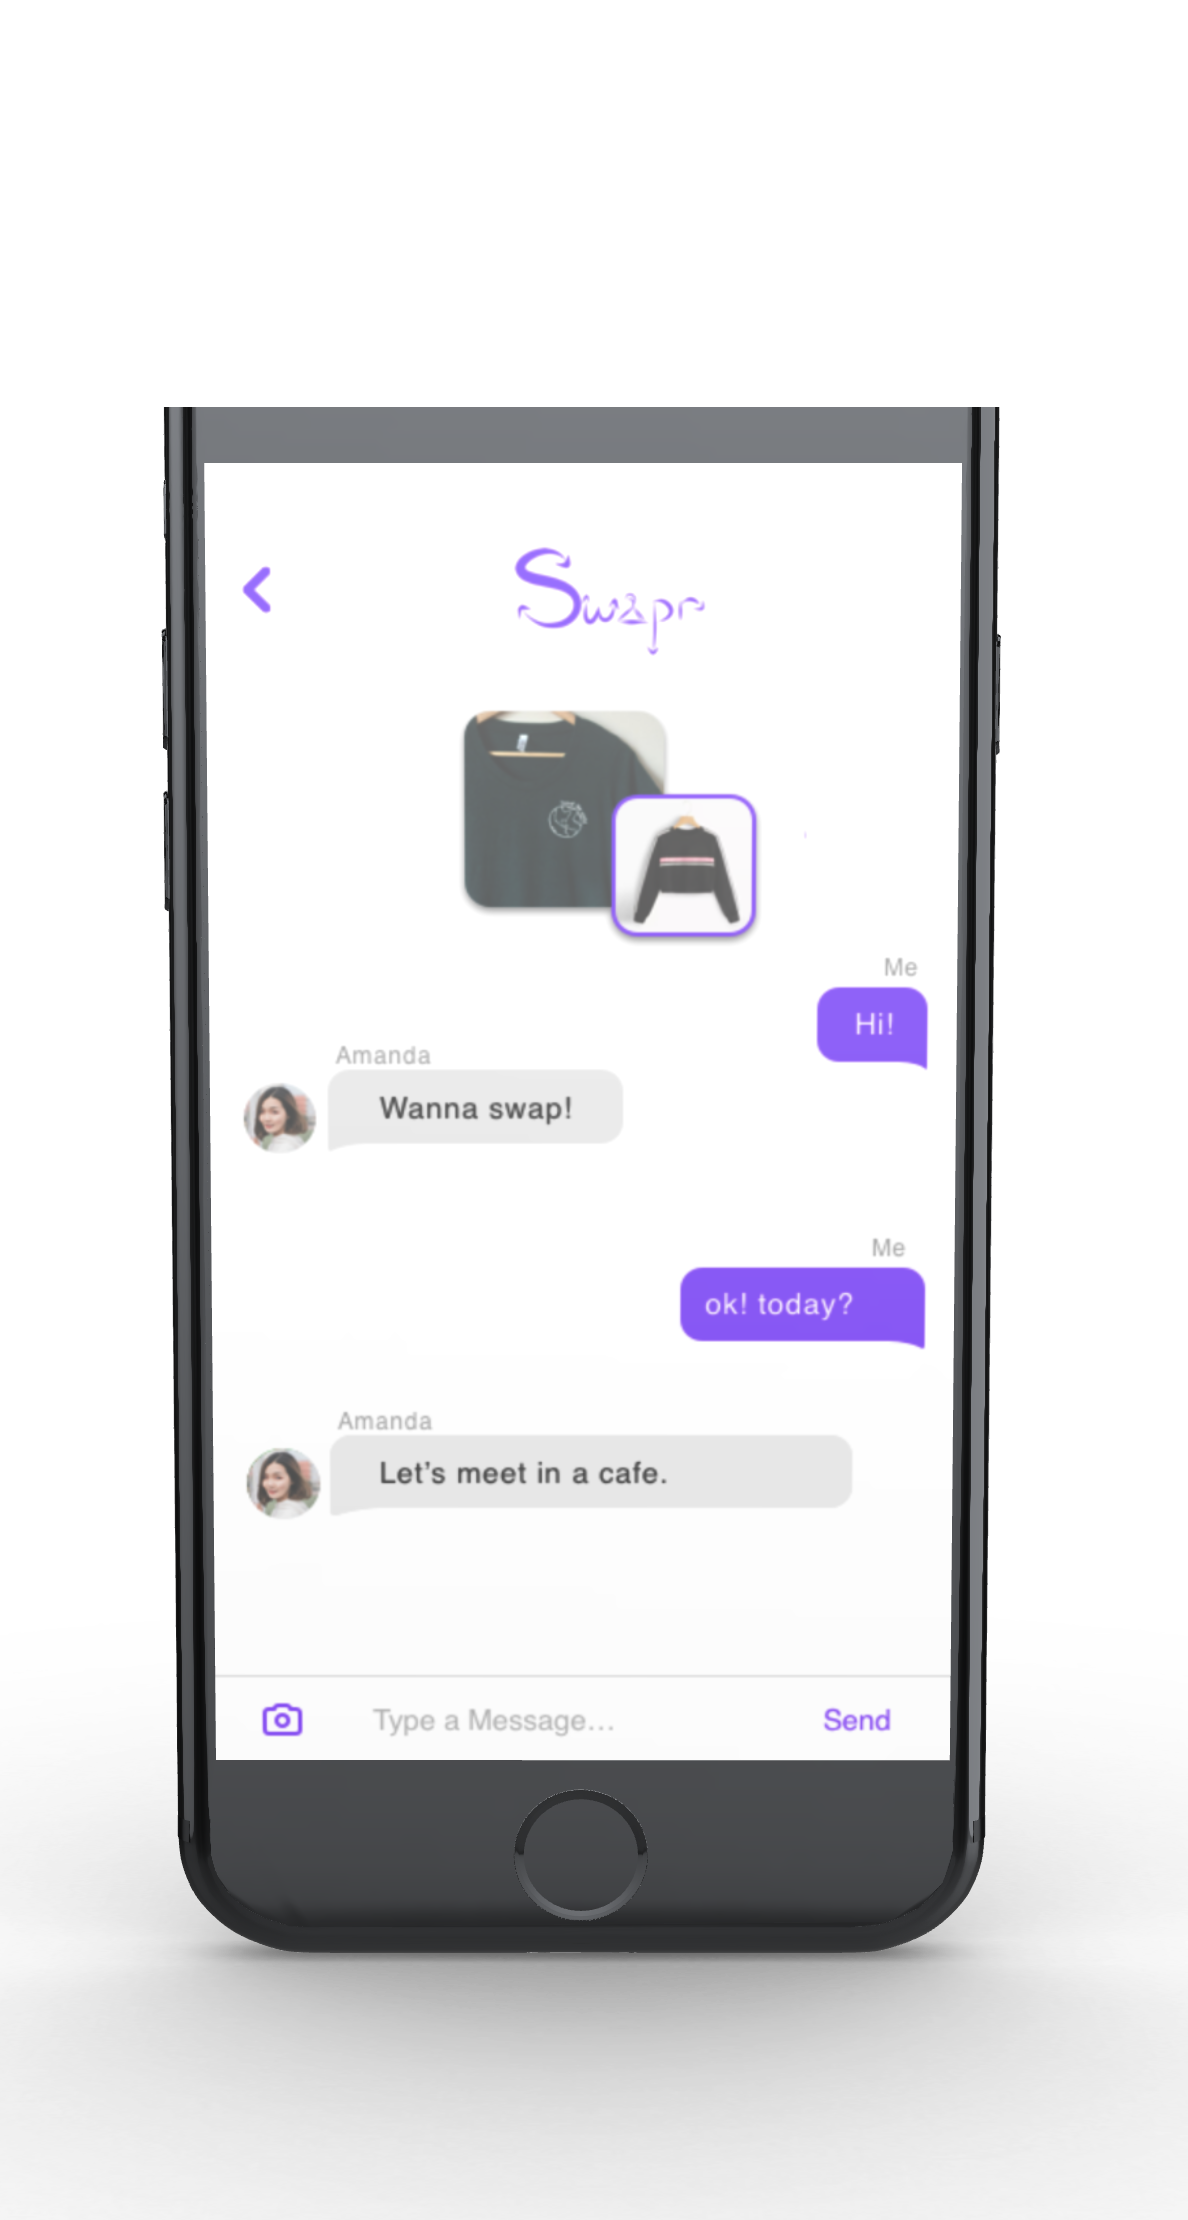 Swapr
Me
Hi!
Amanda
Wanna swap!
Me
ok! today?
Amanda
Let’s meet in a cafe.
Type a Message...
Send